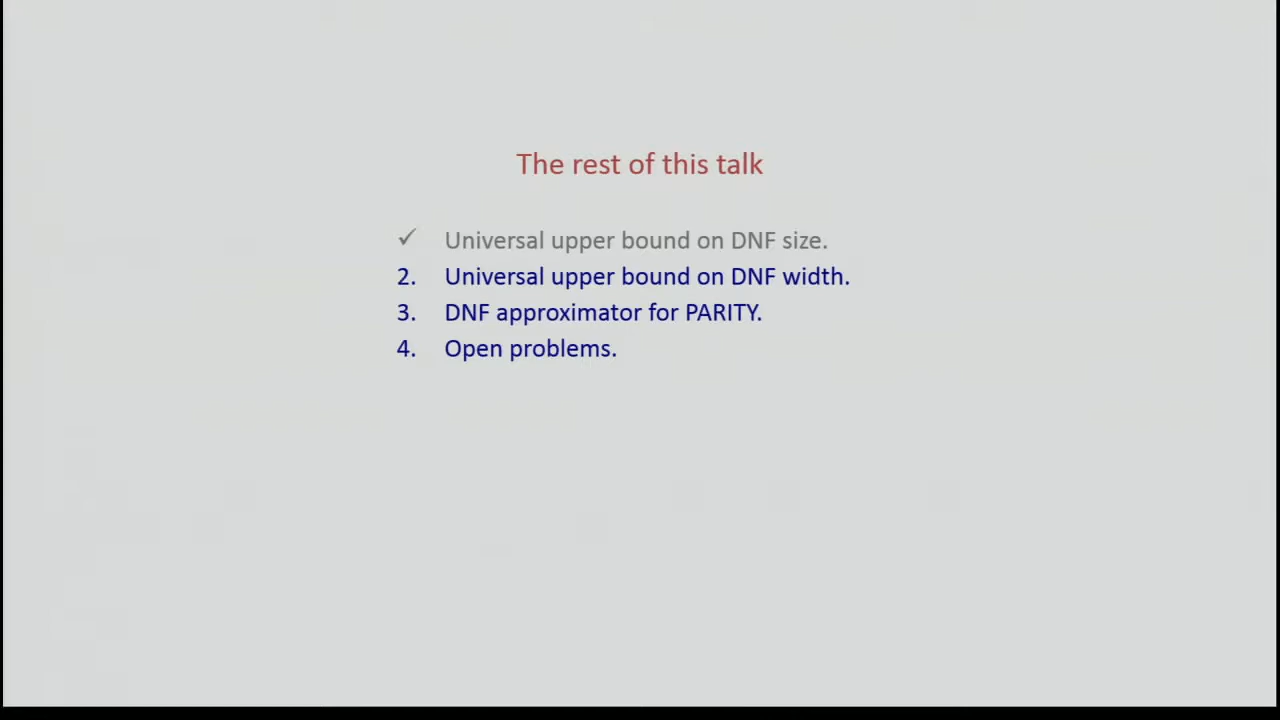 The rest of this talk
✓ Universal upper bound on DNF size.
2. Universal upper bound on DNF width.
3. DNF approximator for PARITY.
4. Open problems.